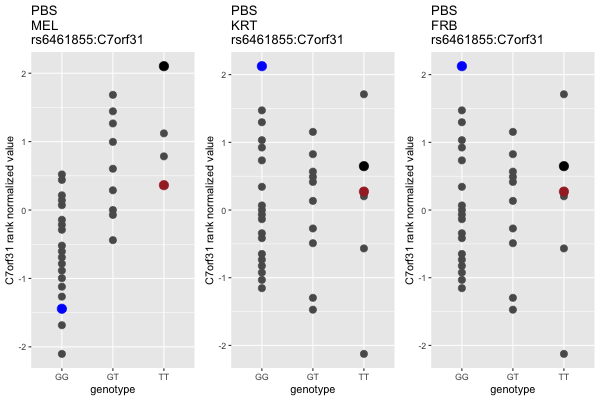 PBS
MEL
rs6461855:C7orf31
C7orf31 rank normalized value
2
1
0
-1
-2
GG GT TT
genotype
PBS
KRT
rs6461855:C7orf31
C7orf31 rank normalized value
2
1
0
-1
-2
GG GT TT
genotype
PBS
FRB
rs6461855:C7orf31
C7orf31 rank normalized value
2
1
0
-1
-2
GG GT TT
genotype